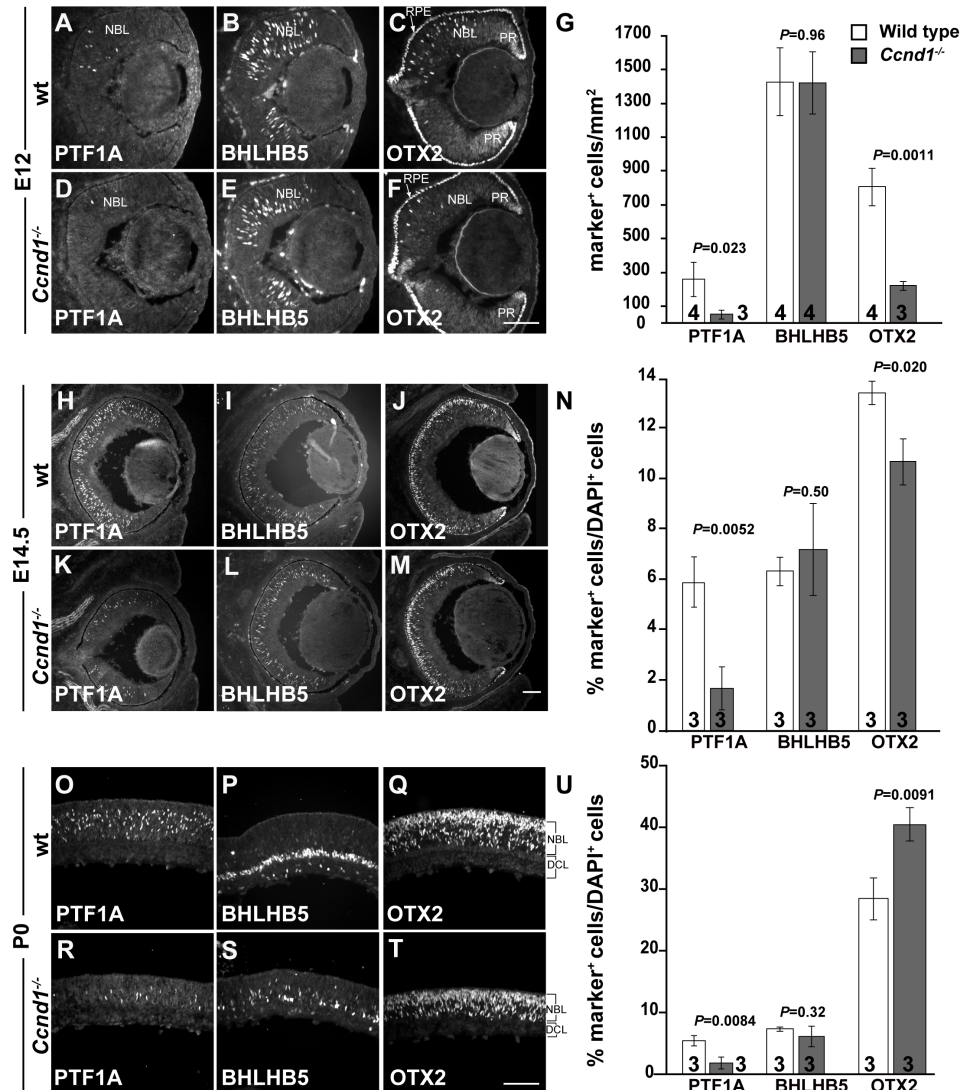 E12
wt
Ccnd1-/-
A
NBL
PTF1A
B
NBL
BHLHB5
C
RPE
NBL
PR
PR
OTX2
D
NBL
PTF1A
E
NBL
BHLHB5
F
RPE
NBL
PR
PR
OTX2
G
Wild type
Ccnd1-/-
marker+ cells/mm2
1700
1500
1300
1100
900
700
500
300
100
0
P=0.023
P=0.96
P=0.0011
4 3 4 4 4 3
PTF1A BHLHB5 OTX2
E14.5
wt
Ccnd1-/-
H
PTF1A
I
BHLHB5
J
OTX2
K
PTF1A
L
BHLHB5
M
OTX2
N
% marker+ cells/DAPI+ cells
14
12
10
8
6
4
2
0
P=0.0052
P=0.50
P=0.020
3 3 3 3 3 3
PTF1A BHLHB5 OTX2
P0
wt
Ccnd1-/-
O
PTF1A
P
BHLHB5
Q
OTX2
NBL
DCL
R
PTF1A
S
BHLHB5
T
OTX2
NBL
DCL
U
% marker+ cells/DAPI+ cells
50
40
30
20
10
0
P=0.0084
P=0.32
P=0.0091
3 3 3 3 3 3
PTF1A BHLHB5 OTX2